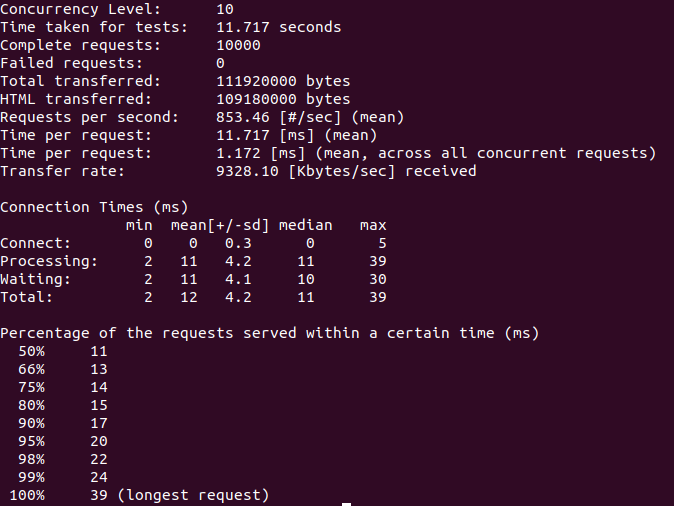 Concurrency Level:      10
Time taken for tests:   11.717 seconds
Complete requests:      10000
Failed requests:        0
Total transferred:      111920000 bytes
HTML transferred:       109180000 bytes
Requests per second:    853.46 [#/sec] (mean)
Time per request:       11.717 [ms] (mean)
Time per request:       1.172 [ms] (mean, across all concurrent requests)
Transfer rate:          9328.10 [Kbytes/sec] received

Connection Times (ms)
              min  mean[+/-sd] median   max
Connect:        0    0   0.3      0       5
Processing:     2   11   4.2     11      39
Waiting:        2   11   4.1     10      30
Total:          2   12   4.2     11      39

Percentage of the requests served within a certain time (ms)
  50%     11
  66%     13
  75%     14
  80%     15
  90%     17
  95%     20
  98%     22
  99%     24
 100%     39 (longest request)